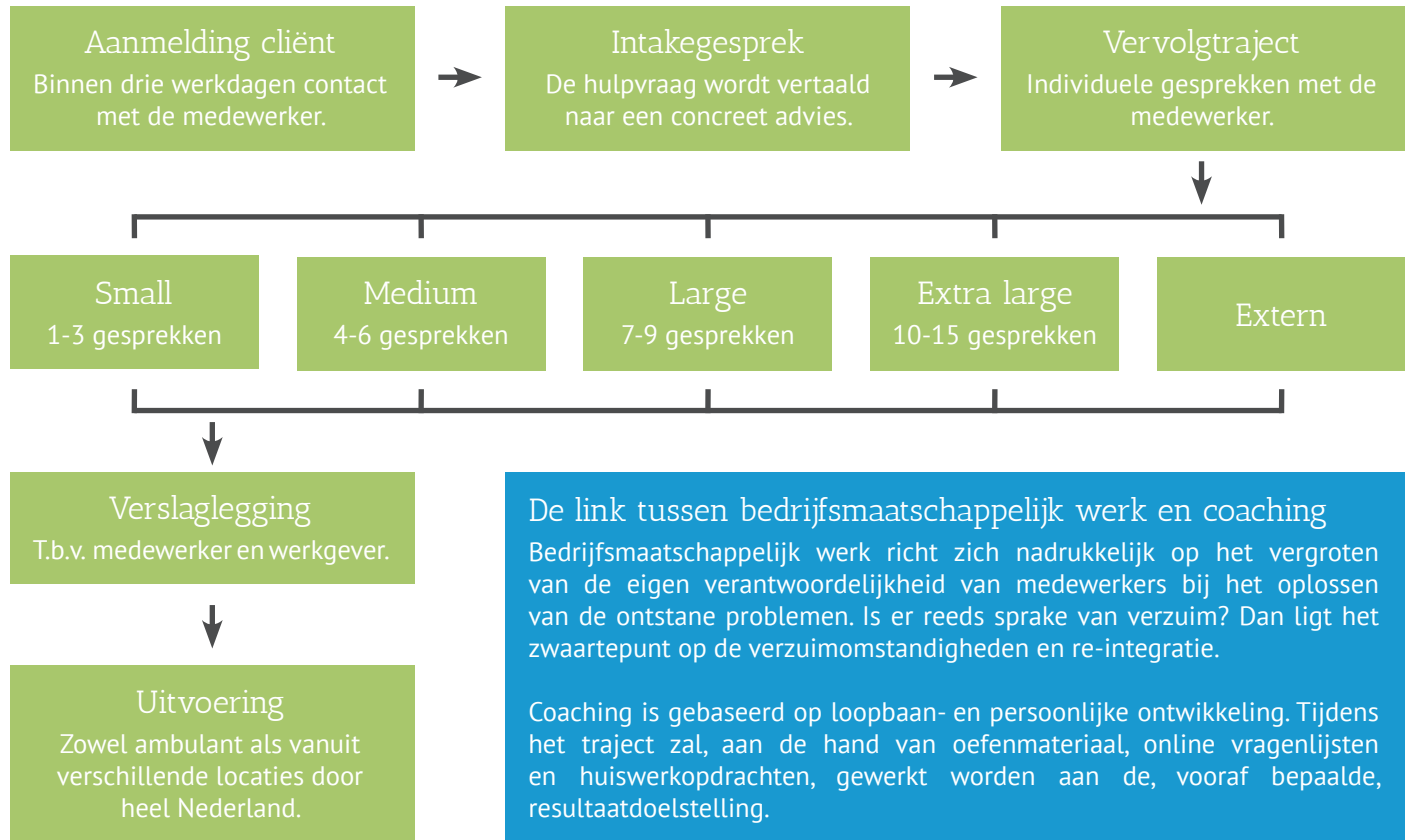 Aanmelding cliënt
Binnen drie werkdagen contact
met de medewerker.
Intakegesprek
De hulpvraag wordt vertaald
naar een concreet advies.
Vervolgtraject
Individuele gesprekken met de
medewerker.
Small
1-3 gesprekken
Medium
4-6 gesprekken
Large
7-9 gesprekken
Extra large
10-15 gesprekken
Extern
Verslaglegging
T.b.v. medewerker en werkgever.
Uitvoering
Zowel ambulant als vanuit
verschillende locaties door
heel Nederland.
De link tussen bedrijfsmaatschappelijk werk en coaching
Bedrijfsmaatschappelijk werk richt zich nadrukkelijk op het vergroten
van de eigen verantwoordelijkheid van medewerkers bij het oplossen
van de ontstane problemen. Is er reeds sprake van verzuim? Dan ligt het
zwaartepunt op de verzuimomstandigheden en re-integratie.
Coaching is gebaseerd op loopbaan- en persoonlijke ontwikkeling. Tijdens
het traject zal, aan de hand van oefenmateriaal, online vragenlijsten
en huiswerkopdrachten, gewerkt worden aan de, vooraf bepaalde,
resultaatdoelstelling.